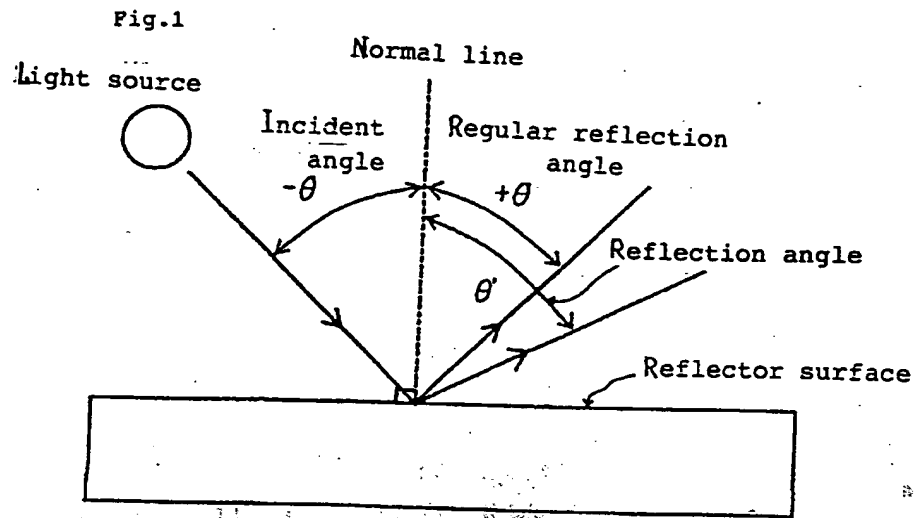 Fig.1
Normal line
Light source
Incident angle
-θ
Regular reflection angle
+θ
Reflection angle
θ'
Reflector surface